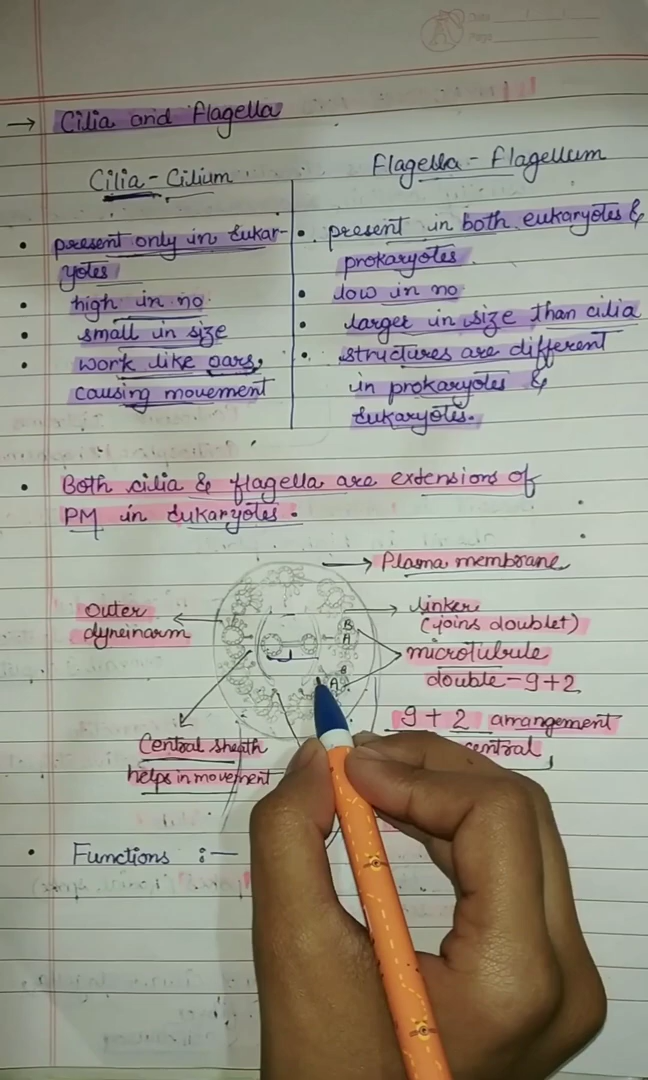 Date
Page
→ Cilia and Flagella
Cilia - Cilium
• present only in Eukar-
yotes
• high in no.
• small in size
• work like oars,
causing movement
Flagella - Flagellum
• present in both eukaryotes &
prokaryotes.
• low in no
• larger in size than cilia
• structures are different
in prokaryotes &
Eukaryotes.
• Both cilia & flagella are extensions of
PM in Eukaryotes.
→ Plasma membrane
Outer
dyneinarm
linker
(joins doublet)
B
A
microtubule
double - 9+2
B
A
9 + 2 arrangement
central
Central sheath
helps in movement
• Functions :-